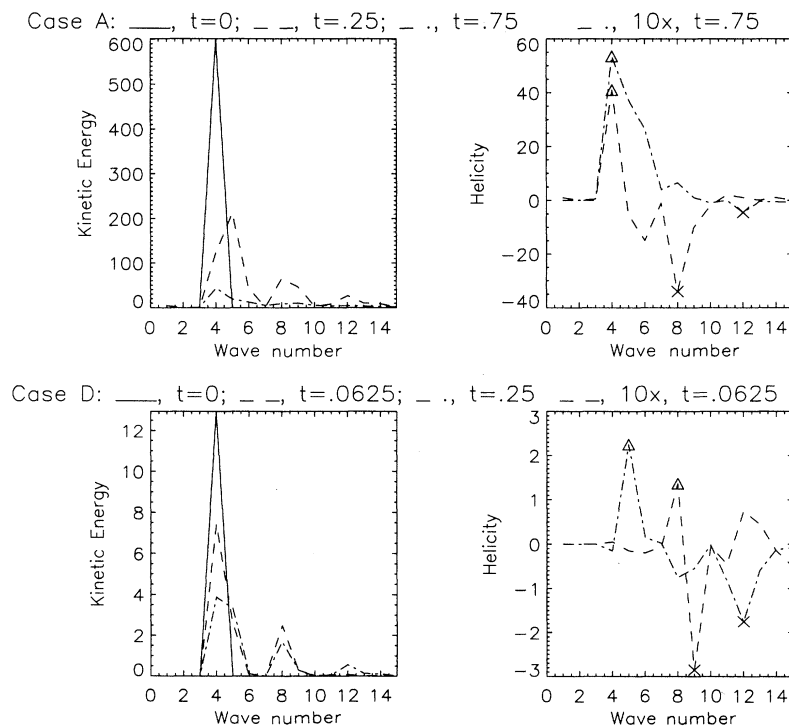 Case A: ___, t=0; _ _, t=.25; _ ., t=.75 _ ., 10x, t=.75
600
500
400
300
200
100
0
Kinetic Energy
0 2 4 6 8 10 12 14
Wave number
60
40
20
0
−20
−40
Helicity
0 2 4 6 8 10 12 14
Wave number
Case D: ___, t=0; _ _, t=.0625; _ ., t=.25 _ _, 10x, t=.0625
12
10
8
6
4
2
0
Kinetic Energy
0 2 4 6 8 10 12 14
Wave number
3
2
1
0
−1
−2
−3
Helicity
0 2 4 6 8 10 12 14
Wave number